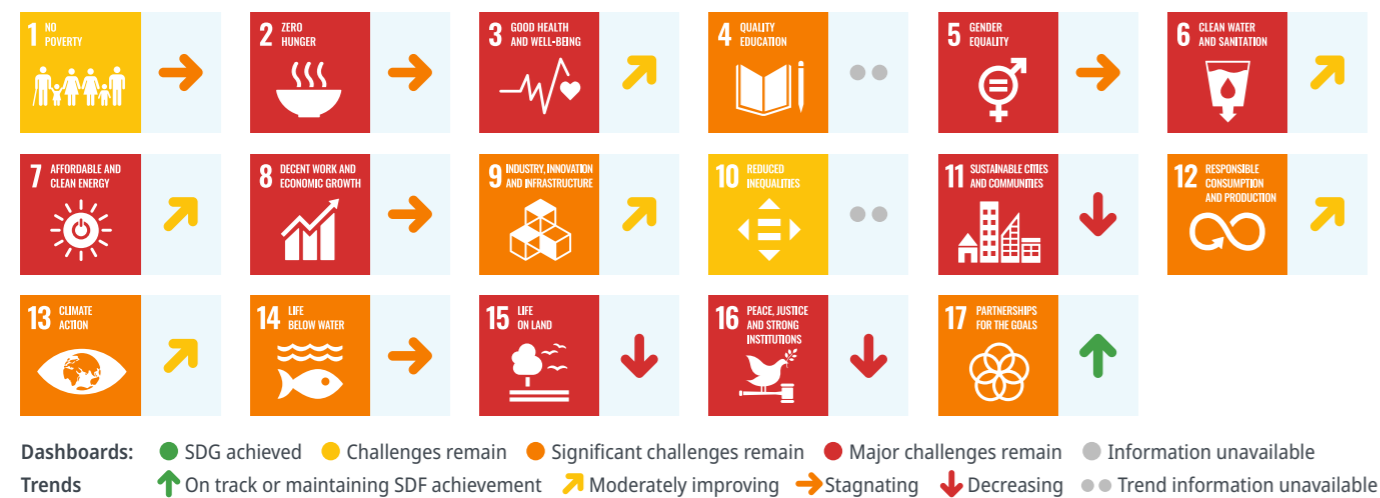 1 NO
POVERTY
2 ZERO
HUNGER
3 GOOD HEALTH
AND WELL-BEING
4 QUALITY
EDUCATION
5 GENDER
EQUALITY
6 CLEAN WATER
AND SANITATION
7 AFFORDABLE AND
CLEAN ENERGY
8 DECENT WORK AND
ECONOMIC GROWTH
9 INDUSTRY, INNOVATION
AND INFRASTRUCTURE
10 REDUCED
INEQUALITIES
11 SUSTAINABLE CITIES
AND COMMUNITIES
12 RESPONSIBLE
CONSUMPTION
AND PRODUCTION
13 CLIMATE
ACTION
14 LIFE
BELOW WATER
15 LIFE
ON LAND
16 PEACE, JUSTICE
AND STRONG
INSTITUTIONS
17 PARTNERSHIPS
FOR THE GOALS
Dashboards: SDG achieved Challenges remain Significant challenges remain Major challenges remain Information unavailable
Trends On track or maintaining SDF achievement Moderately improving Stagnating Decreasing Trend information unavailable